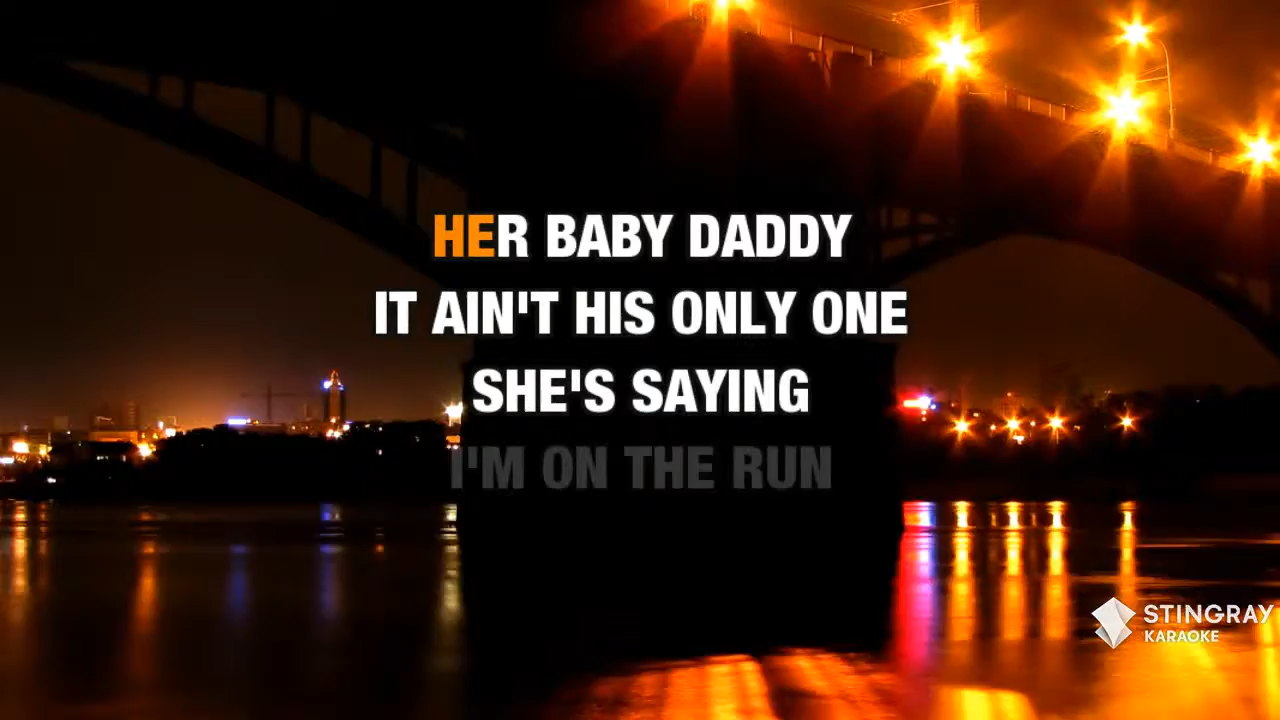 HER BABY DADDY
IT AIN'T HIS ONLY ONE
SHE'S SAYING
I'M ON THE RUN
STINGRAY
KARAOKE